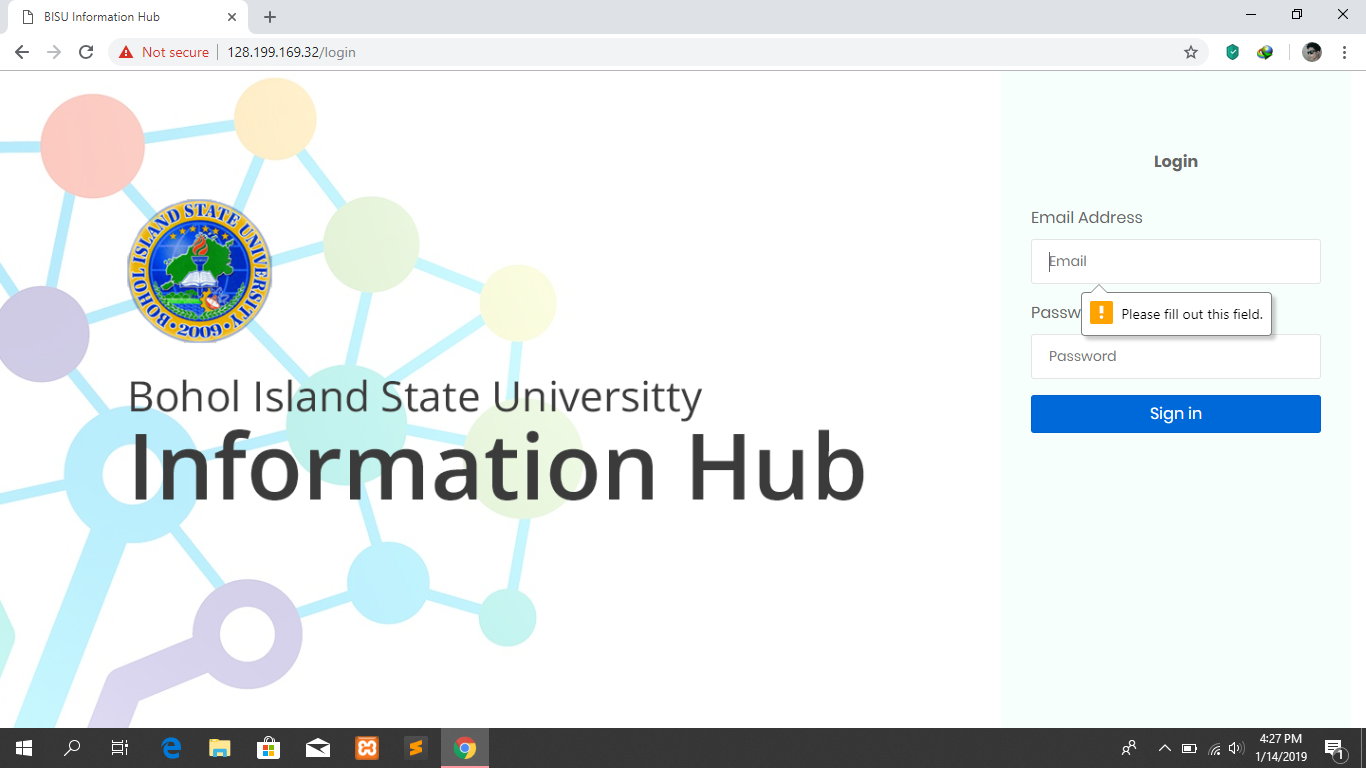 BISU Information Hub
Not secure
128.199.169.32/login
BOHOL ISLAND STATE UNIVERSITY
• 2009 •
Bohol Island State Universitty
Information Hub
Login
Email Address
Email
Passw
Please fill out this field.
Password
Sign in
4:27 PM
1/14/2019
1